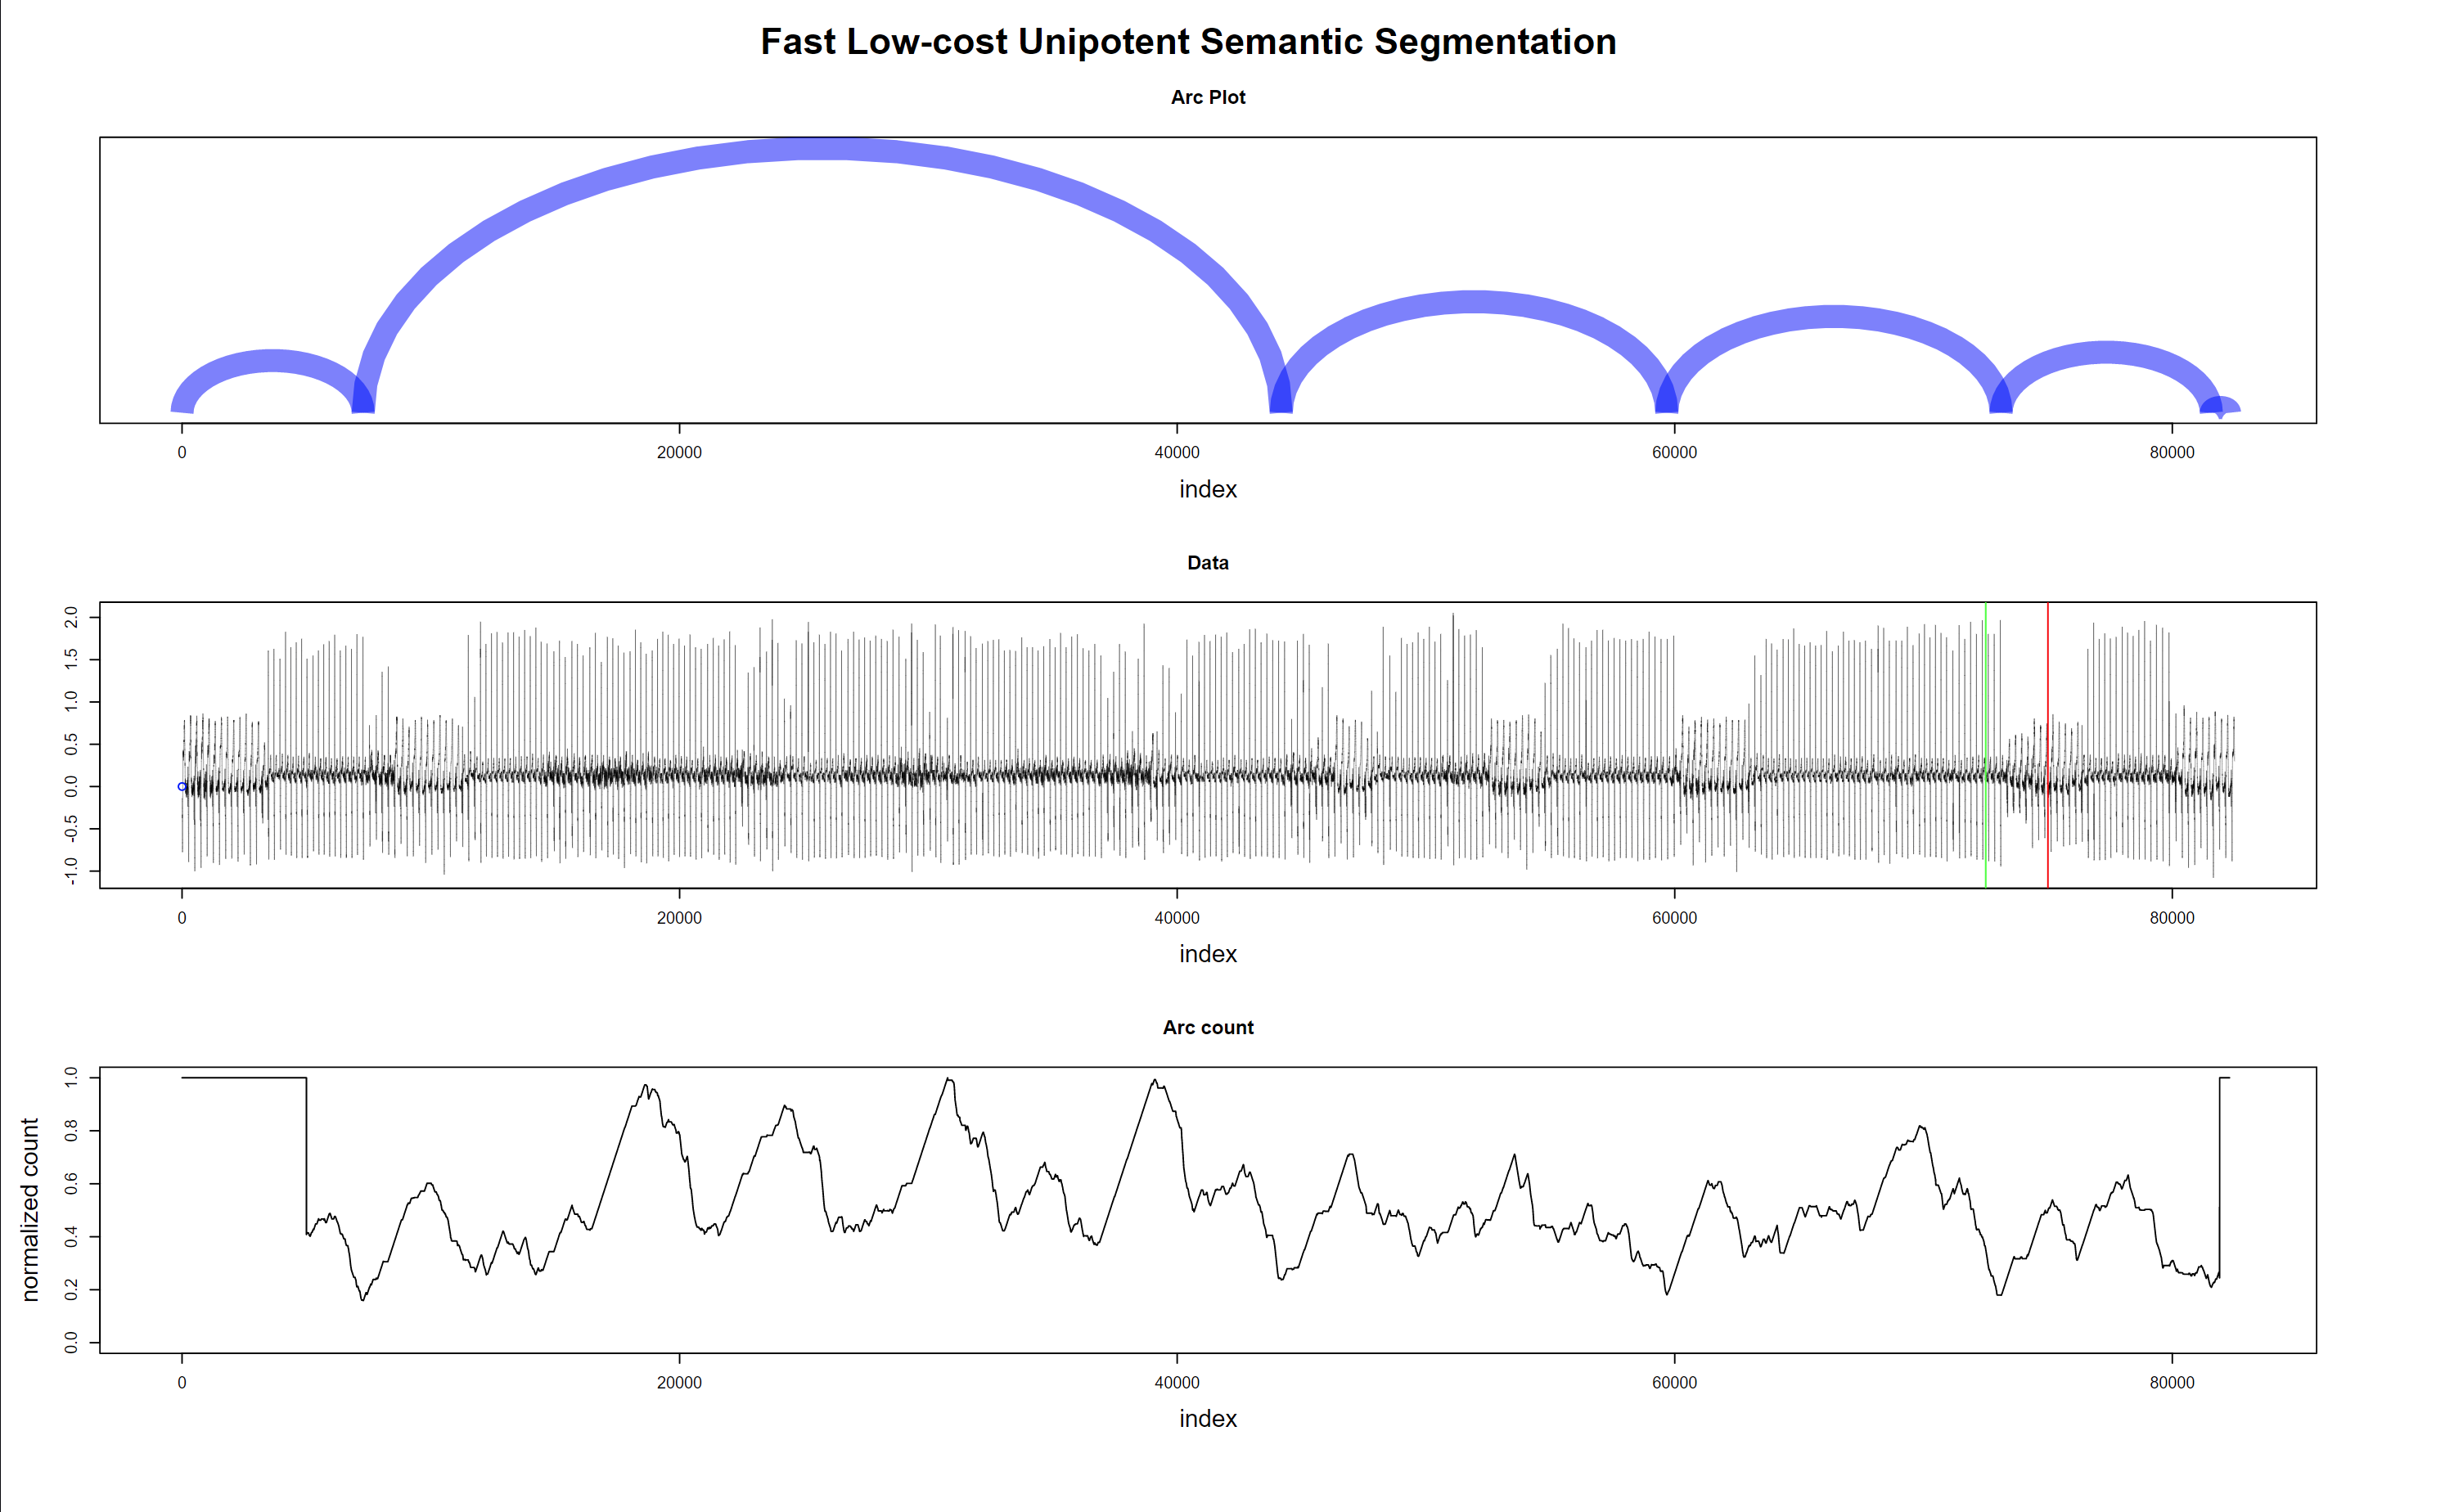 Fast Low-cost Unipotent Semantic Segmentation
Arc Plot
0 20000 40000 60000 80000
index
Data
2.0
1.5
1.0
0.5
0.0
-0.5
-1.0
0 20000 40000 60000 80000
index
Arc count
normalized count
1.0
0.8
0.6
0.4
0.2
0.0
0 20000 40000 60000 80000
index